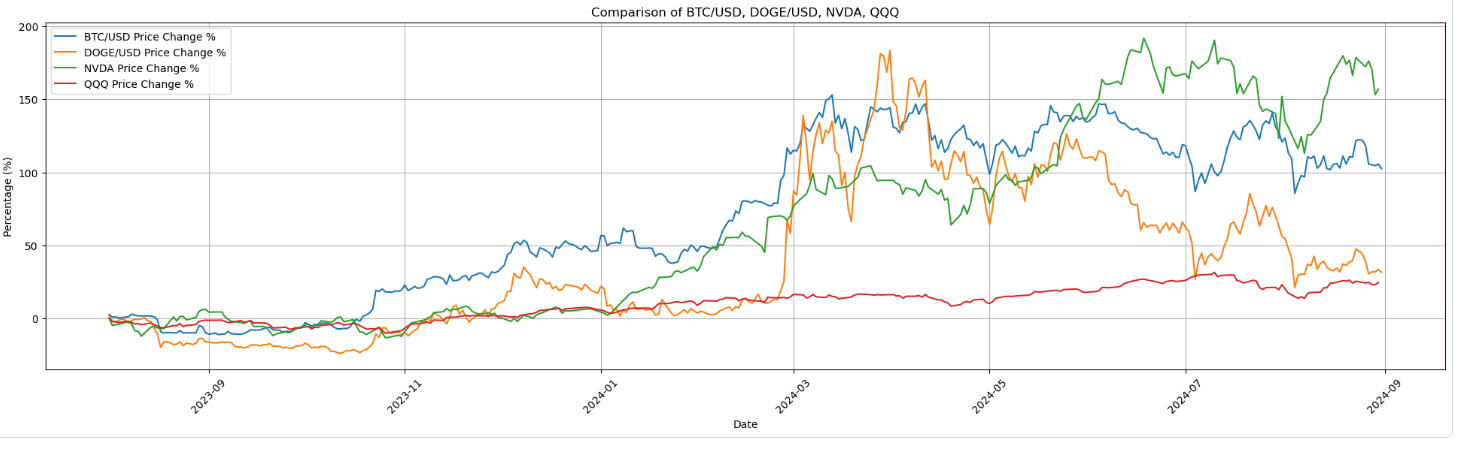 Comparison of BTC/USD, DOGE/USD, NVDA, QQQ
BTC/USD Price Change %
DOGE/USD Price Change %
NVDA Price Change %
QQQ Price Change %
Percentage (%)
200
150
100
50
0
2023-09
2023-11
2024-01
2024-03
2024-05
2024-07
2024-09
Date